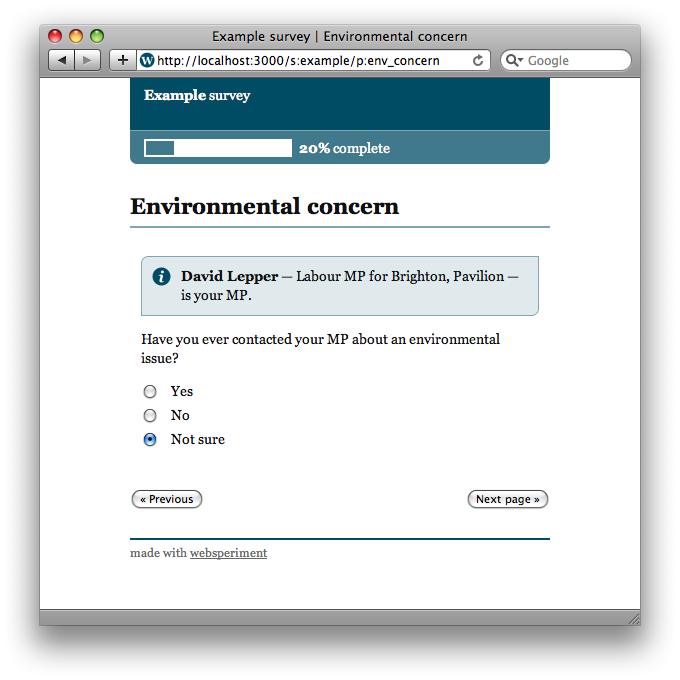 Example survey | Environmental concern
http://localhost:3000/s:example/p:env_concern
Google
Example survey
20% complete
Environmental concern
David Lepper — Labour MP for Brighton, Pavilion —
is your MP.
Have you ever contacted your MP about an environmental
issue?
Yes
No
Not sure
« Previous
Next page »
made with websperiment